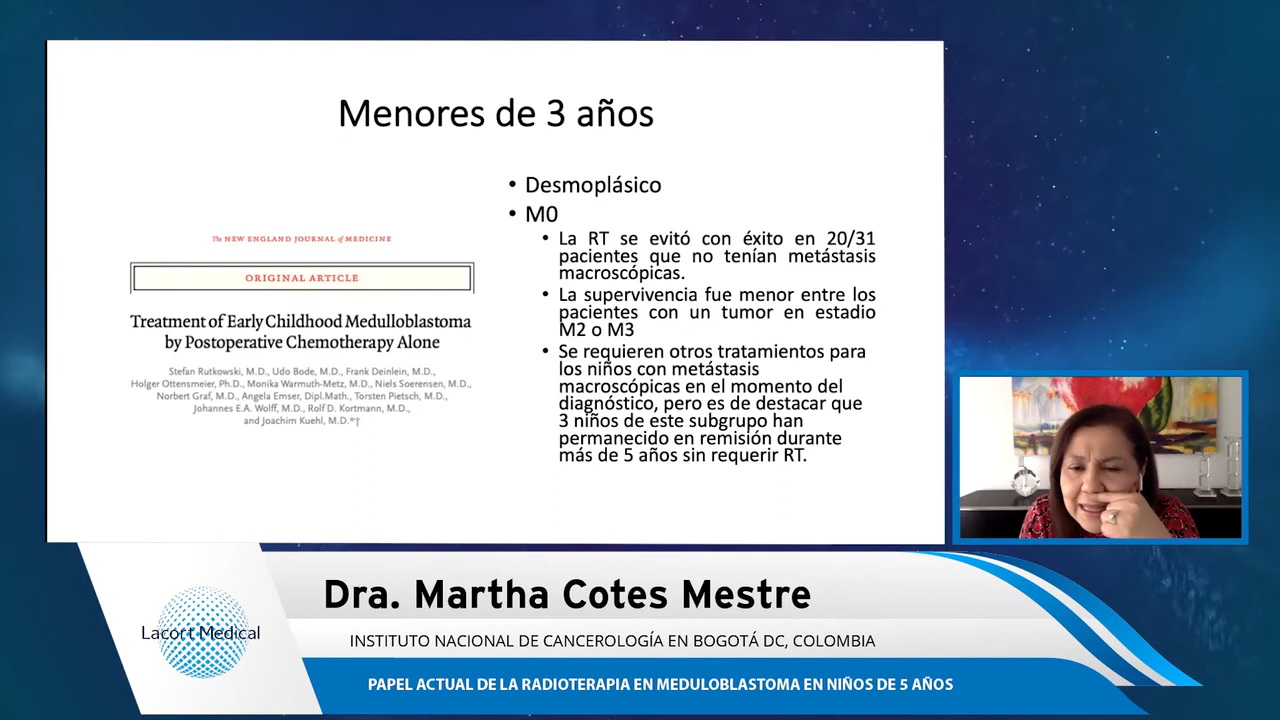 Menores de 3 años
The NEW ENGLAND JOURNAL of MEDICINE
ORIGINAL ARTICLE
Treatment of Early Childhood Medulloblastoma
by Postoperative Chemotherapy Alone
Stefan Rutkowski, M.D., Udo Bode, M.D., Frank Deinlein, M.D.,
Holger Ottensmeier, Ph.D., Monika Warmuth-Metz, M.D., Niels Soerensen, M.D.,
Norbert Graf, M.D., Angela Emser, Dipl.Math., Torsten Pietsch, M.D.,
Johannes E.A. Wolff, M.D., Rolf D. Kortmann, M.D.,
and Joachim Kuehl, M.D.*†
• Desmoplásico
• M0
• La RT se evitó con éxito en 20/31
pacientes que no tenían metástasis
macroscópicas.
• La supervivencia fue menor entre los
pacientes con un tumor en estadio
M2 o M3
• Se requieren otros tratamientos para
los niños con metástasis
macroscópicas en el momento del
diagnóstico, pero es de destacar que
3 niños de este subgrupo han
permanecido en remisión durante
más de 5 años sin requerir RT.
Lacort Medical
Dra. Martha Cotes Mestre
INSTITUTO NACIONAL DE CANCEROLOGÍA EN BOGOTÁ DC, COLOMBIA
PAPEL ACTUAL DE LA RADIOTERAPIA EN MEDULOBLASTOMA EN NIÑOS DE 5 AÑOS